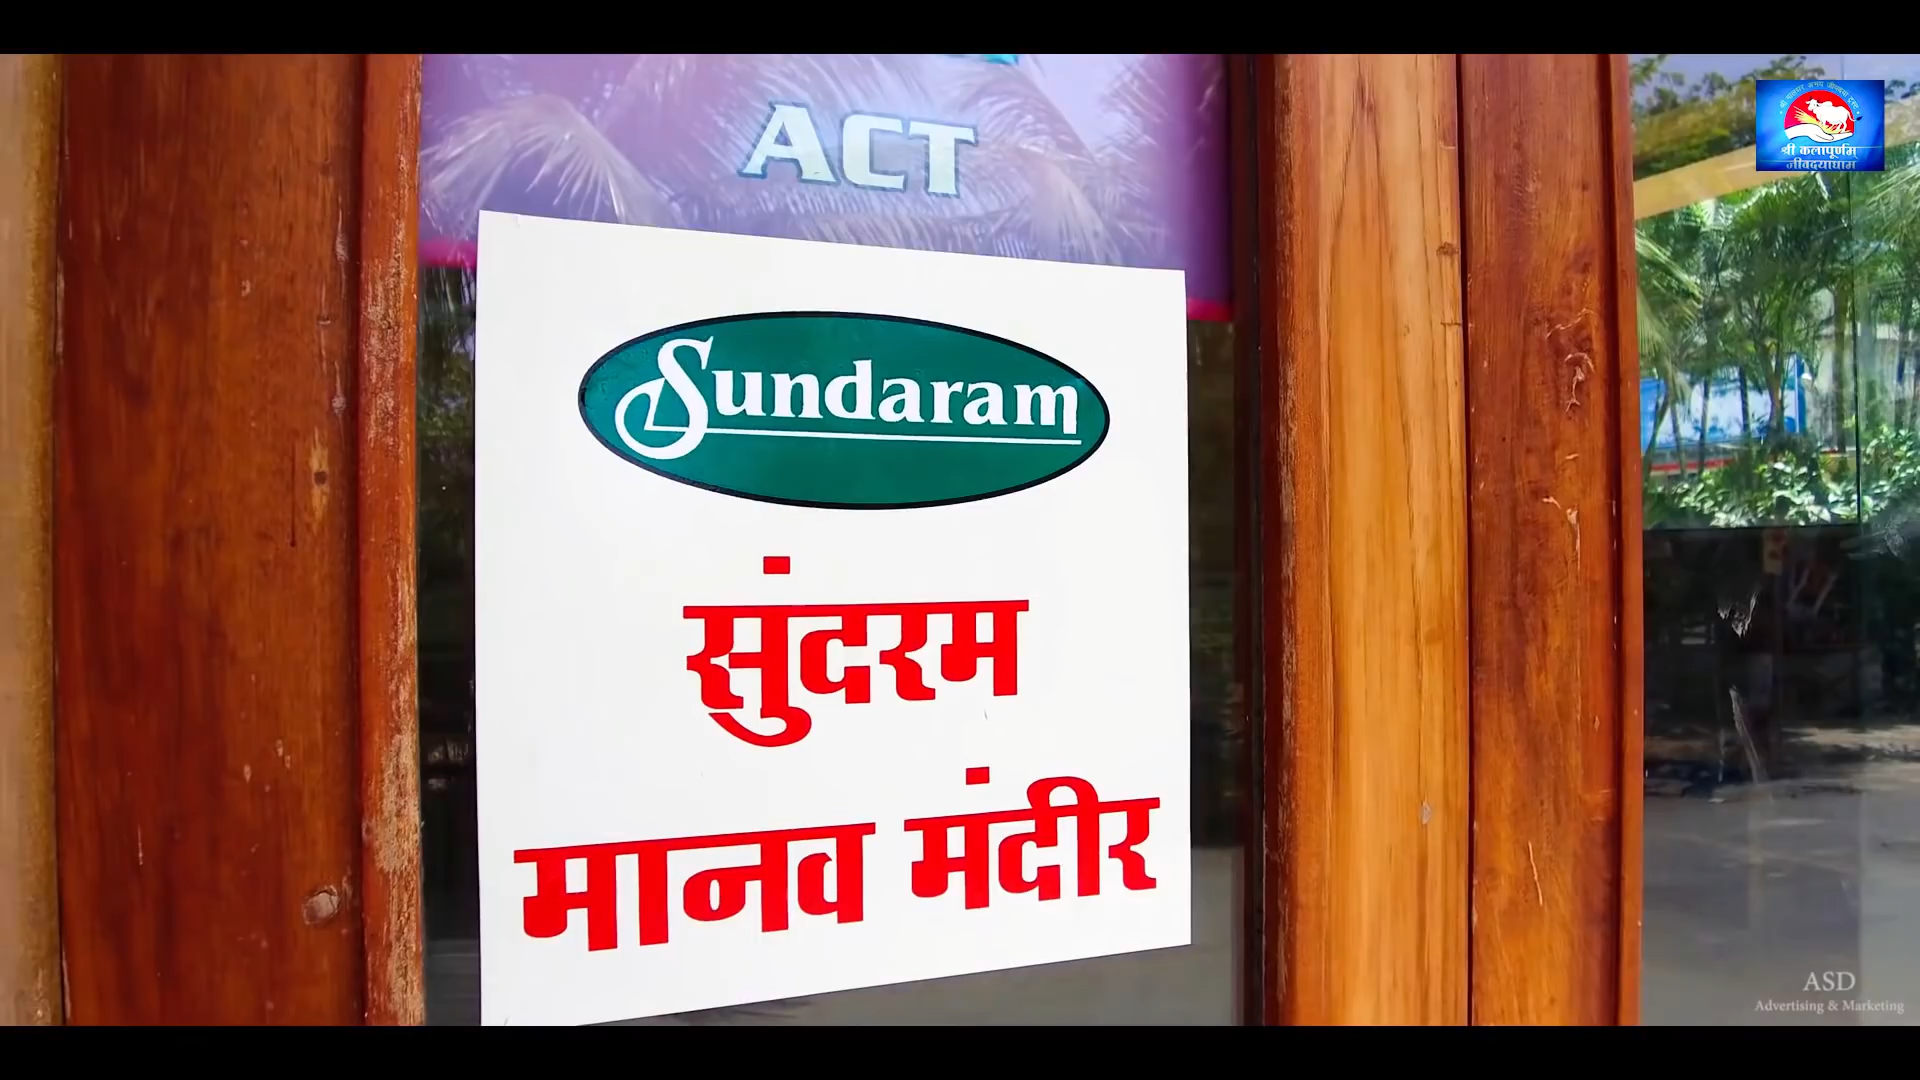 ACT
Sundaram
सुंदरम
मानव मंदीर
श्री कलापूर्णम्
जीवदयाधाम
ASD
Advertising & Marketing